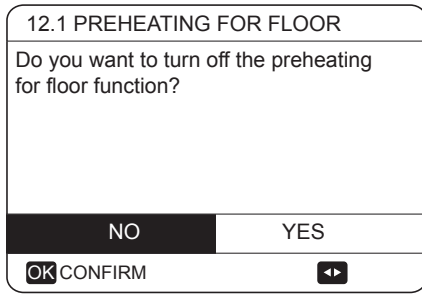 12.1 PREHEATING FOR FLOOR
Do you want to turn off the preheating
for floor function?
NO YES
OK CONFIRM